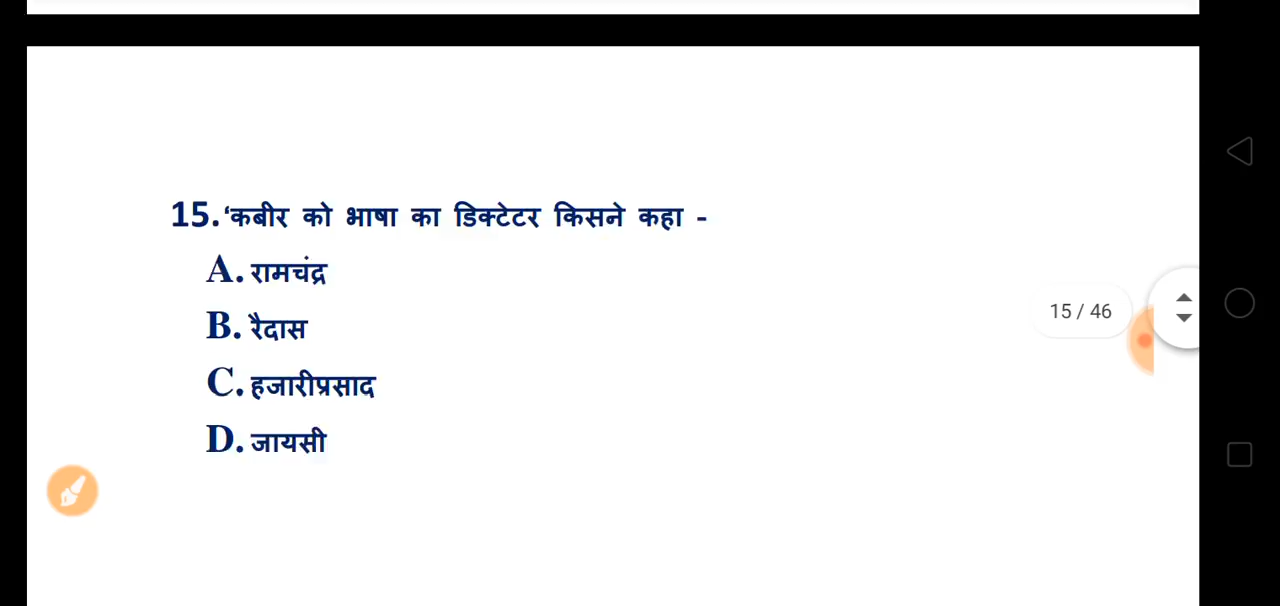 15. ‘कबीर को भाषा का डिक्टेटर किसने कहा -
A. रामचंद्र
B. रैदास
15 / 46
C. हजारीप्रसाद
D. जायसी